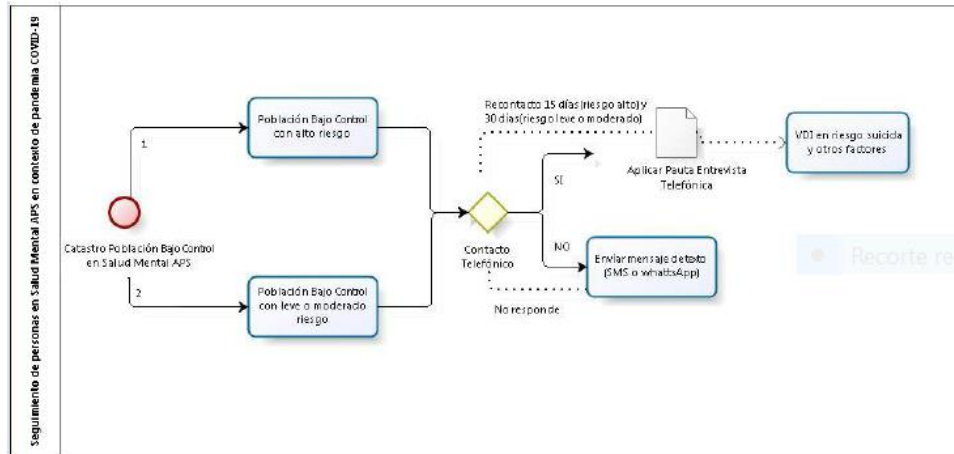 Seguimiento de personas en Salud Mental APS en contexto de pandemia COVID-19
Población Bajo Control
con alto riesgo
1
Catastro Población Bajo Control
en Salud Mental APS
2
Población Bajo Control
con leve o moderado
riesgo
Contacto
Telefónico
Recontacto 15 días(riesgo alto) y
30 días(riesgo leve o moderado)
SI
Aplicar Pauta Entrevista
Telefónica
VDI en riesgo suicida
y otros factores
NO
Enviar mensaje de texto
(SMS o whattsApp)
No responde
Recorte re